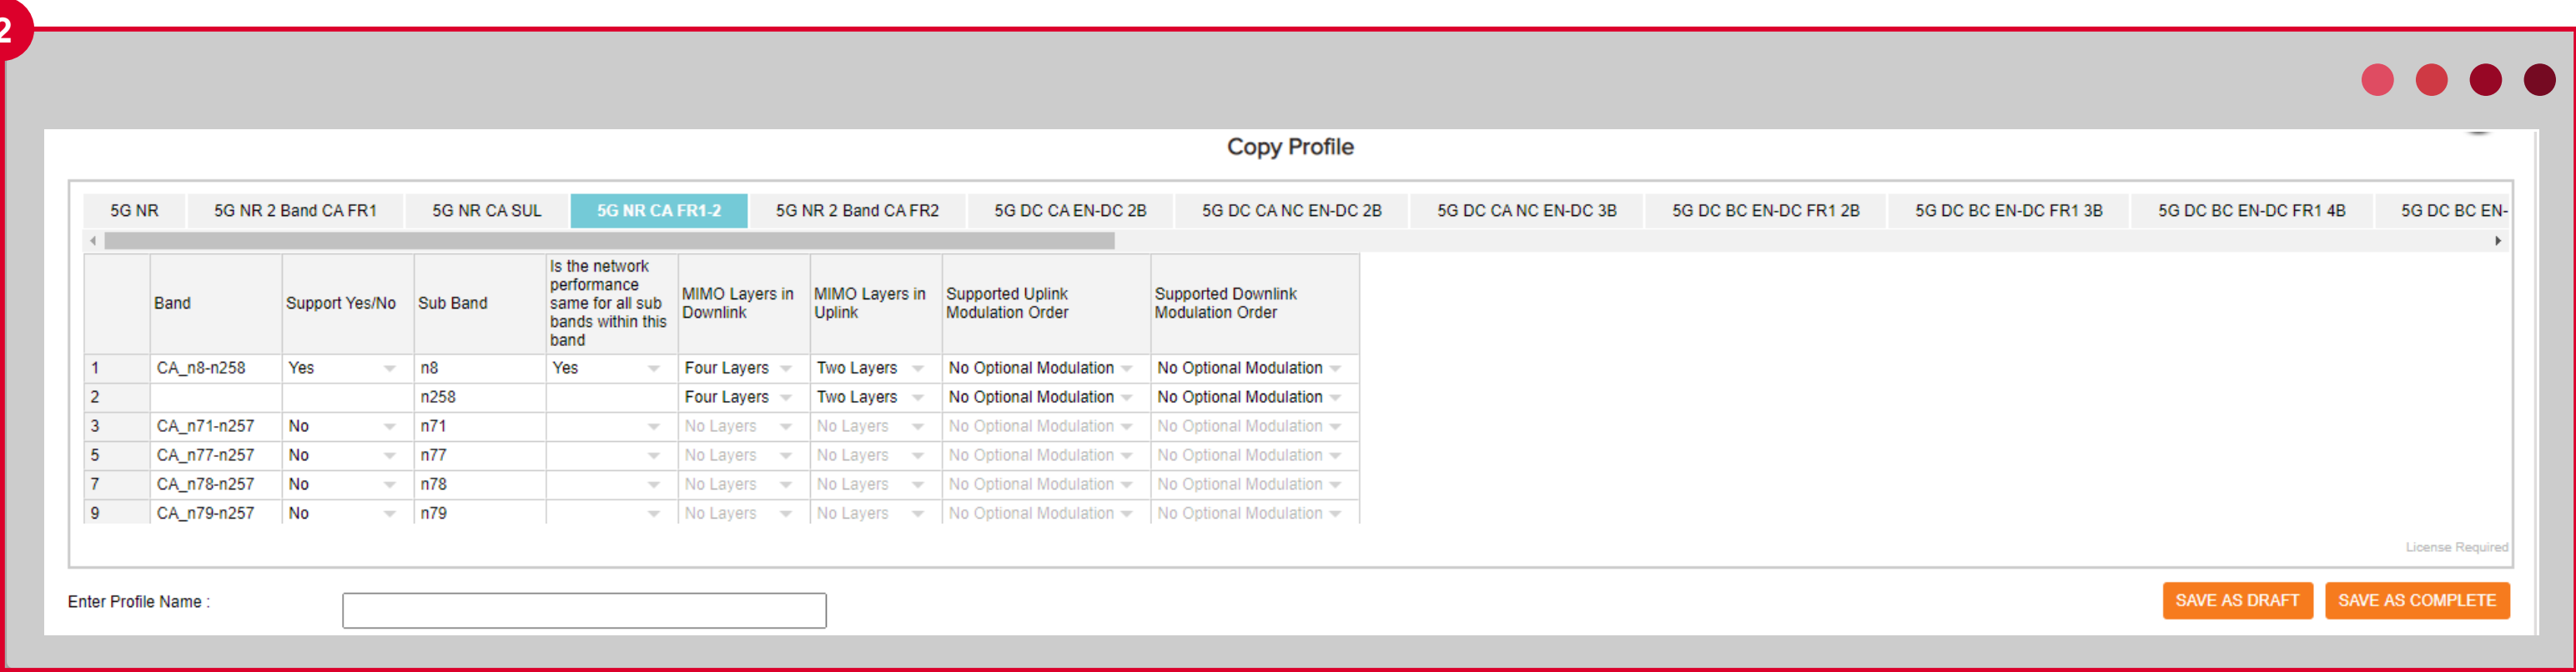 2
Copy Profile
5G NR 5G NR 2 Band CA FR1 5G NR CA SUL 5G NR CA FR1-2 5G NR 2 Band CA FR2 5G DC CA EN-DC 2B 5G DC CA NC EN-DC 2B 5G DC CA NC EN-DC 3B 5G DC BC EN-DC FR1 2B 5G DC BC EN-DC FR1 3B 5G DC BC EN-DC FR1 4B 5G DC BC EN-
Band Support Yes/No Sub Band Is the network performance same for all sub bands within this band MIMO Layers in Downlink MIMO Layers in Uplink Supported Uplink Modulation Order Supported Downlink Modulation Order
1 CA_n8-n258 Yes n8 Yes Four Layers Two Layers No Optional Modulation No Optional Modulation
2 n258 Four Layers Two Layers No Optional Modulation No Optional Modulation
3 CA_n71-n257 No n71 No Layers No Layers No Optional Modulation No Optional Modulation
5 CA_n77-n257 No n77 No Layers No Layers No Optional Modulation No Optional Modulation
7 CA_n78-n257 No n78 No Layers No Layers No Optional Modulation No Optional Modulation
9 CA_n79-n257 No n79 No Layers No Layers No Optional Modulation No Optional Modulation
License Required
Enter Profile Name :
SAVE AS DRAFT SAVE AS COMPLETE